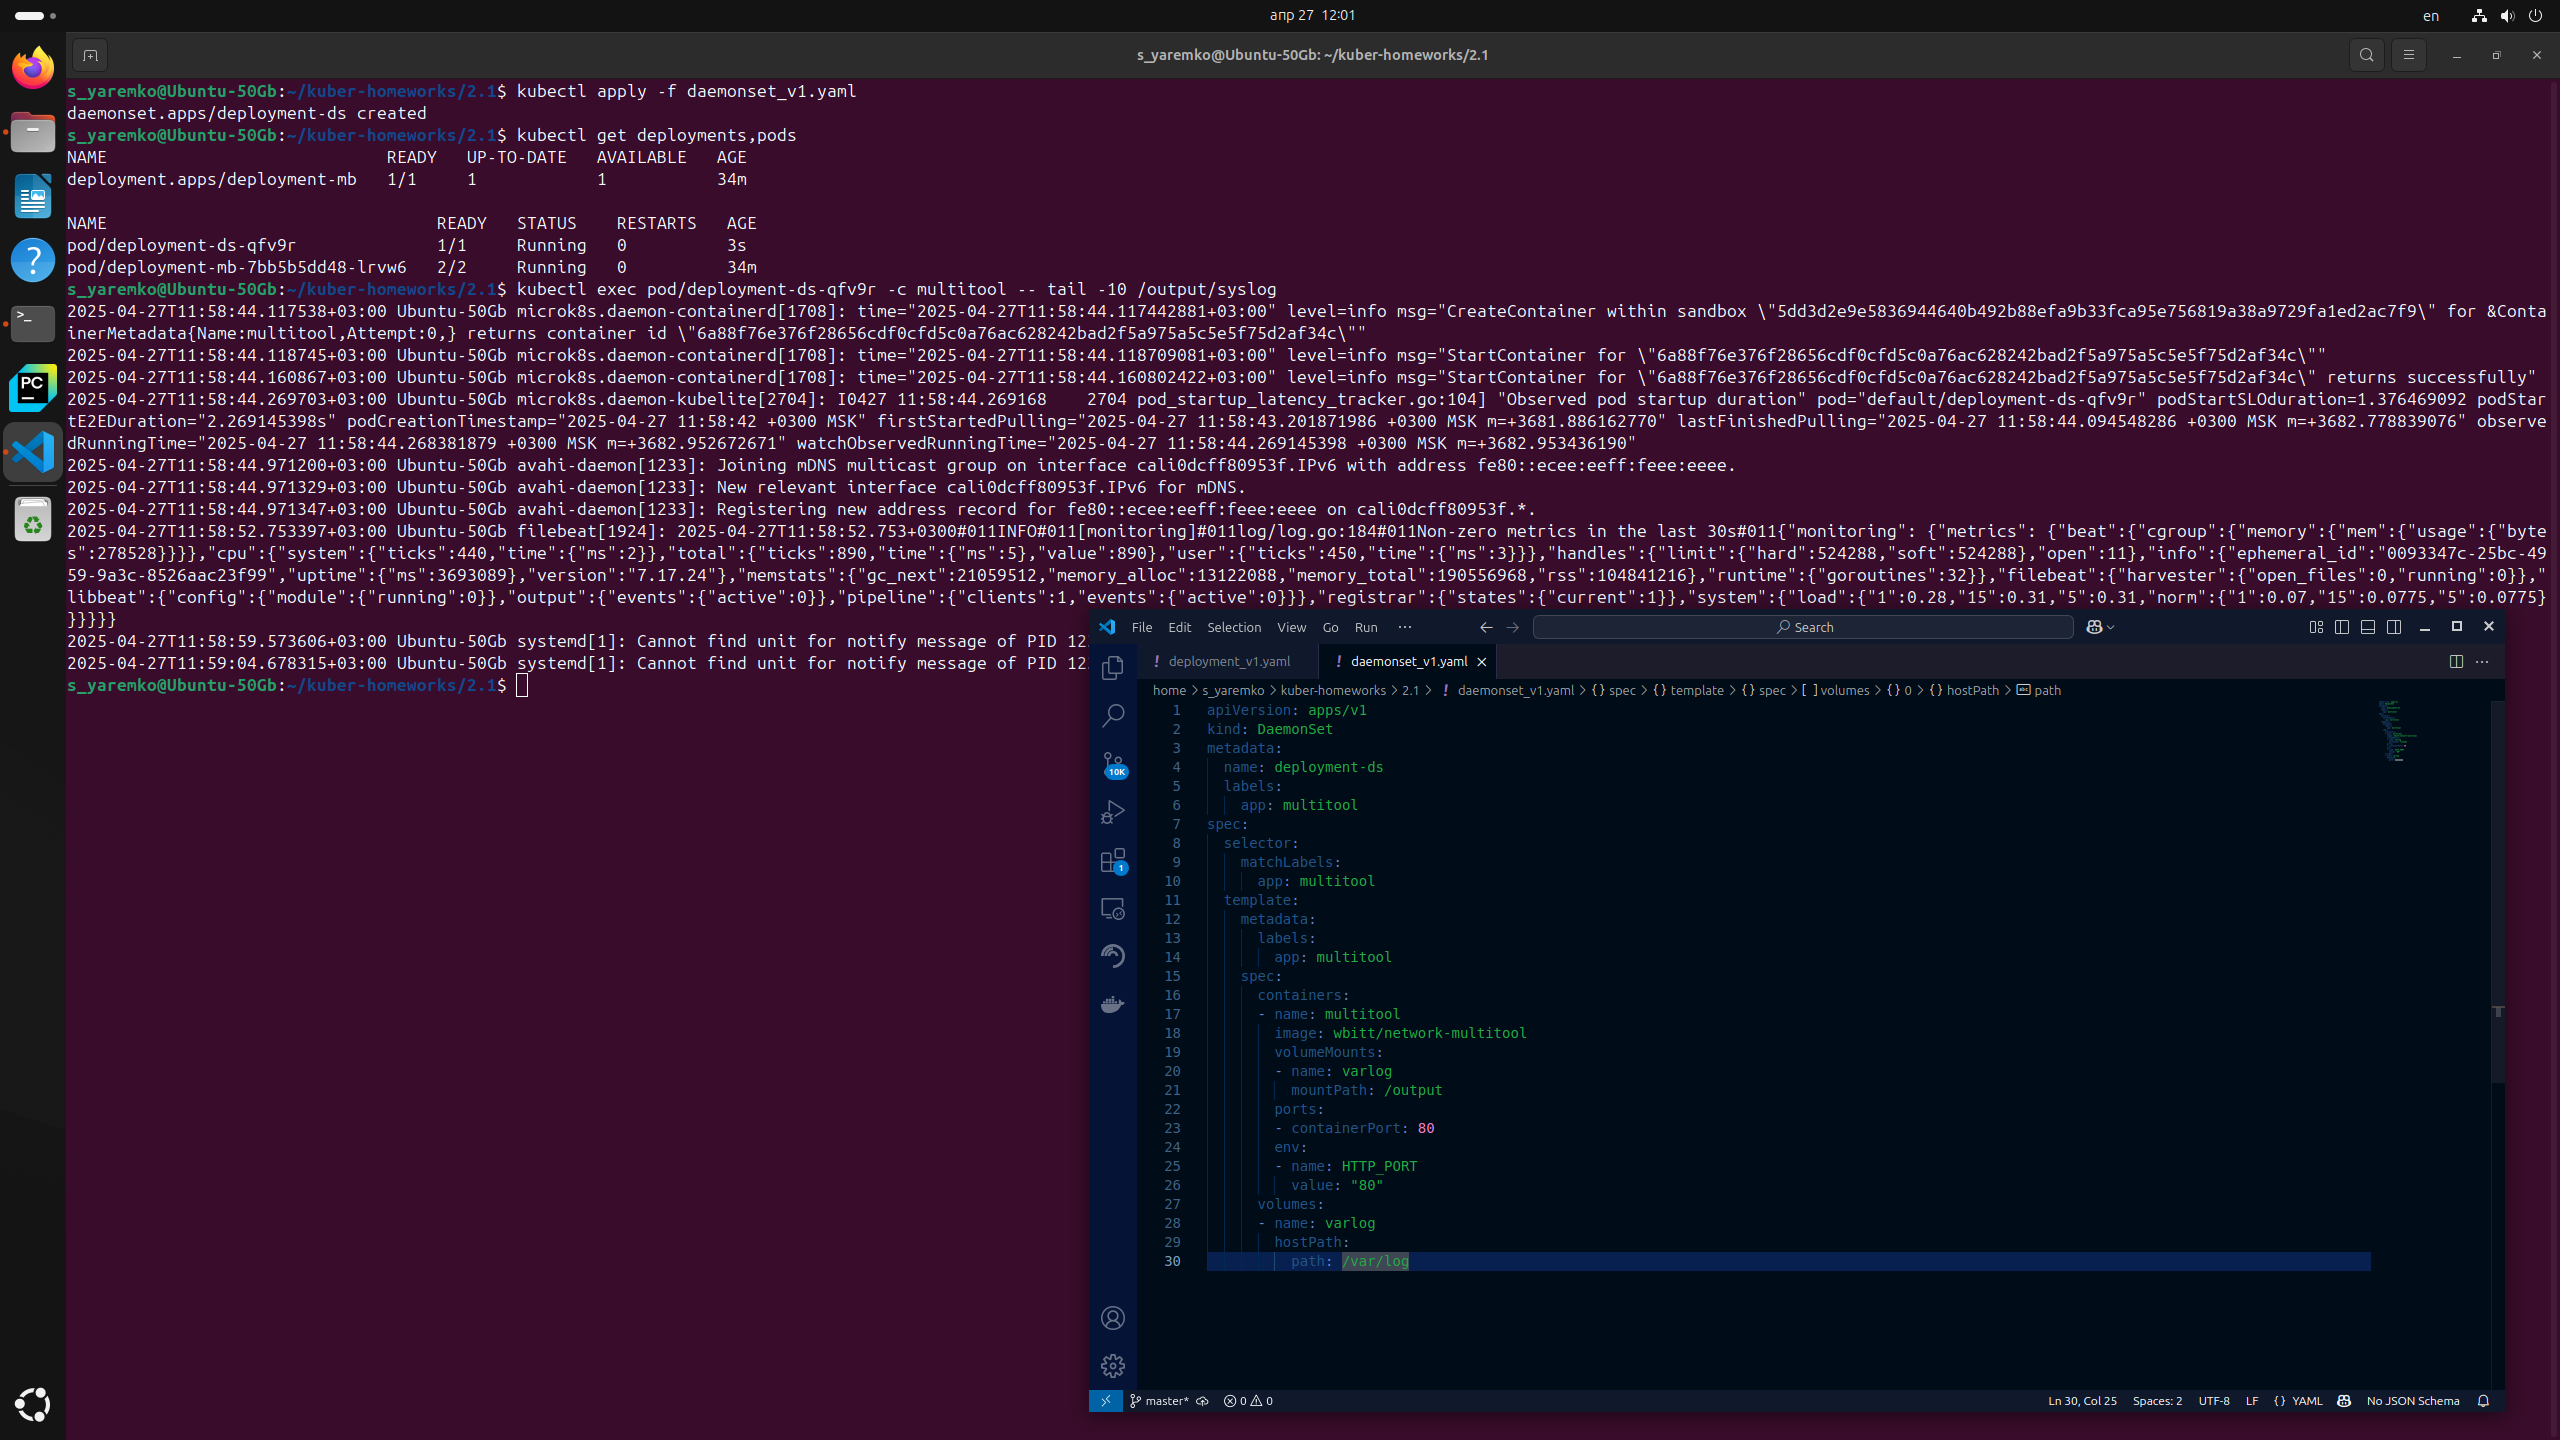 апр 27 12:01
en
s_yaremko@Ubuntu-50Gb: ~/kuber-homeworks/2.1
s_yaremko@Ubuntu-50Gb:~/kuber-homeworks/2.1$ kubectl apply -f daemonset_v1.yaml
daemonset.apps/deployment-ds created
s_yaremko@Ubuntu-50Gb:~/kuber-homeworks/2.1$ kubectl get deployments,pods
NAME READY UP-TO-DATE AVAILABLE AGE
deployment.apps/deployment-mb 1/1 1 1 34m
NAME READY STATUS RESTARTS AGE
pod/deployment-ds-qfv9r 1/1 Running 0 3s
pod/deployment-mb-7bb5b5dd48-lrvw6 2/2 Running 0 34m
s_yaremko@Ubuntu-50Gb:~/kuber-homeworks/2.1$ kubectl exec pod/deployment-ds-qfv9r -c multitool -- tail -10 /output/syslog
2025-04-27T11:58:44.117538+03:00 Ubuntu-50Gb microk8s.daemon-containerd[1708]: time="2025-04-27T11:58:44.117442881+03:00" level=info msg="CreateContainer within sandbox \"5dd3d2e9e5836944640b492b88efa9b33fca95e756819a38a9729fa1ed2ac7f9\" for &Conta
inerMetadata{Name:multitool,Attempt:0,} returns container id \"6a88f76e376f28656cdf0cfd5c0a76ac628242bad2f5a975a5c5e5f75d2af34c\""
2025-04-27T11:58:44.118745+03:00 Ubuntu-50Gb microk8s.daemon-containerd[1708]: time="2025-04-27T11:58:44.118709081+03:00" level=info msg="StartContainer for \"6a88f76e376f28656cdf0cfd5c0a76ac628242bad2f5a975a5c5e5f75d2af34c\""
2025-04-27T11:58:44.160867+03:00 Ubuntu-50Gb microk8s.daemon-containerd[1708]: time="2025-04-27T11:58:44.160802422+03:00" level=info msg="StartContainer for \"6a88f76e376f28656cdf0cfd5c0a76ac628242bad2f5a975a5c5e5f75d2af34c\" returns successfully"
2025-04-27T11:58:44.269703+03:00 Ubuntu-50Gb microk8s.daemon-kubelite[2704]: I0427 11:58:44.269168 2704 pod_startup_latency_tracker.go:104] "Observed pod startup duration" pod="default/deployment-ds-qfv9r" podStartSLOduration=1.376469092 podStar
tE2EDuration="2.269145398s" podCreationTimestamp="2025-04-27 11:58:42 +0300 MSK" firstStartedPulling="2025-04-27 11:58:43.201871986 +0300 MSK m=+3681.886162770" lastFinishedPulling="2025-04-27 11:58:44.094548286 +0300 MSK m=+3682.778839076" observe
dRunningTime="2025-04-27 11:58:44.268381879 +0300 MSK m=+3682.952672671" watchObservedRunningTime="2025-04-27 11:58:44.269145398 +0300 MSK m=+3682.953436190"
2025-04-27T11:58:44.971200+03:00 Ubuntu-50Gb avahi-daemon[1233]: Joining mDNS multicast group on interface cali0dcff80953f.IPv6 with address fe80::ecee:eeff:feee:eeee.
2025-04-27T11:58:44.971329+03:00 Ubuntu-50Gb avahi-daemon[1233]: New relevant interface cali0dcff80953f.IPv6 for mDNS.
2025-04-27T11:58:44.971347+03:00 Ubuntu-50Gb avahi-daemon[1233]: Registering new address record for fe80::ecee:eeff:feee:eeee on cali0dcff80953f.*.
2025-04-27T11:58:52.753397+03:00 Ubuntu-50Gb filebeat[1924]: 2025-04-27T11:58:52.753+0300#011INFO#011[monitoring]#011log/log.go:184#011Non-zero metrics in the last 30s#011{"monitoring": {"metrics": {"beat":{"cgroup":{"memory":{"mem":{"usage":{"byte
s":278528}}}},"cpu":{"system":{"ticks":440,"time":{"ms":2}},"total":{"ticks":890,"time":{"ms":5},"value":890},"user":{"ticks":450,"time":{"ms":3}}},"handles":{"limit":{"hard":524288,"soft":524288},"open":11},"info":{"ephemeral_id":"0093347c-25bc-49
59-9a3c-8526aac23f99","uptime":{"ms":3693089},"version":"7.17.24"},"memstats":{"gc_next":21059512,"memory_alloc":13122088,"memory_total":190556968,"rss":104841216},"runtime":{"goroutines":32}},"filebeat":{"harvester":{"open_files":0,"running":0}},"
libbeat":{"config":{"module":{"running":0}},"output":{"events":{"active":0}},"pipeline":{"clients":1,"events":{"active":0}}},"registrar":{"states":{"current":1}},"system":{"load":{"1":0.28,"15":0.31,"5":0.31,"norm":{"1":0.07,"15":0.0775,"5":0.0775}
}}}}}
2025-04-27T11:58:59.573606+03:00 Ubuntu-50Gb systemd[1]: Cannot find unit for notify message of PID 12
2025-04-27T11:59:04.678315+03:00 Ubuntu-50Gb systemd[1]: Cannot find unit for notify message of PID 12
s_yaremko@Ubuntu-50Gb:~/kuber-homeworks/2.1$
PC
File Edit Selection View Go Run ··· Search
! deployment_v1.yaml ! daemonset_v1.yaml
home > s_yaremko > kuber-homeworks > 2.1 > ! daemonset_v1.yaml > {} spec > {} template > {} spec > [ ] volumes > {} 0 > {} hostPath > abc path
1 apiVersion: apps/v1
2 kind: DaemonSet
3 metadata:
4 name: deployment-ds
5 labels:
6 app: multitool
7 spec:
8 selector:
9 matchLabels:
10 app: multitool
11 template:
12 metadata:
13 labels:
14 app: multitool
15 spec:
16 containers:
17 - name: multitool
18 image: wbitt/network-multitool
19 volumeMounts:
20 - name: varlog
21 mountPath: /output
22 ports:
23 - containerPort: 80
24 env:
25 - name: HTTP_PORT
26 value: "80"
27 volumes:
28 - name: varlog
29 hostPath:
30 path: /var/log
10K
1
master* 0 0 Ln 30, Col 25 Spaces: 2 UTF-8 LF {} YAML No JSON Schema